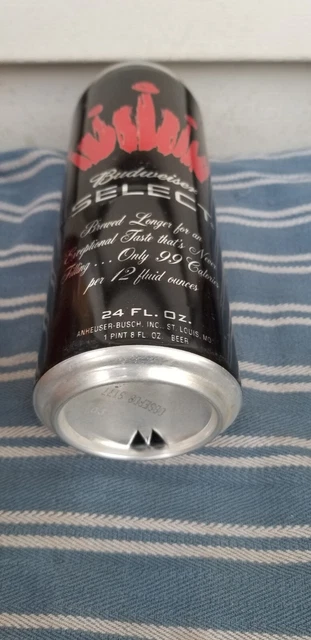 Budweiser
SELECT
Brewed Longer for an
Exceptional Taste that's Never
Filling... Only 99 Calories
per 12 fluid ounces
24 FL. OZ.
ANHEUSER-BUSCH, INC., ST. LOUIS, MO
1 PINT 8 FL. OZ. BEER